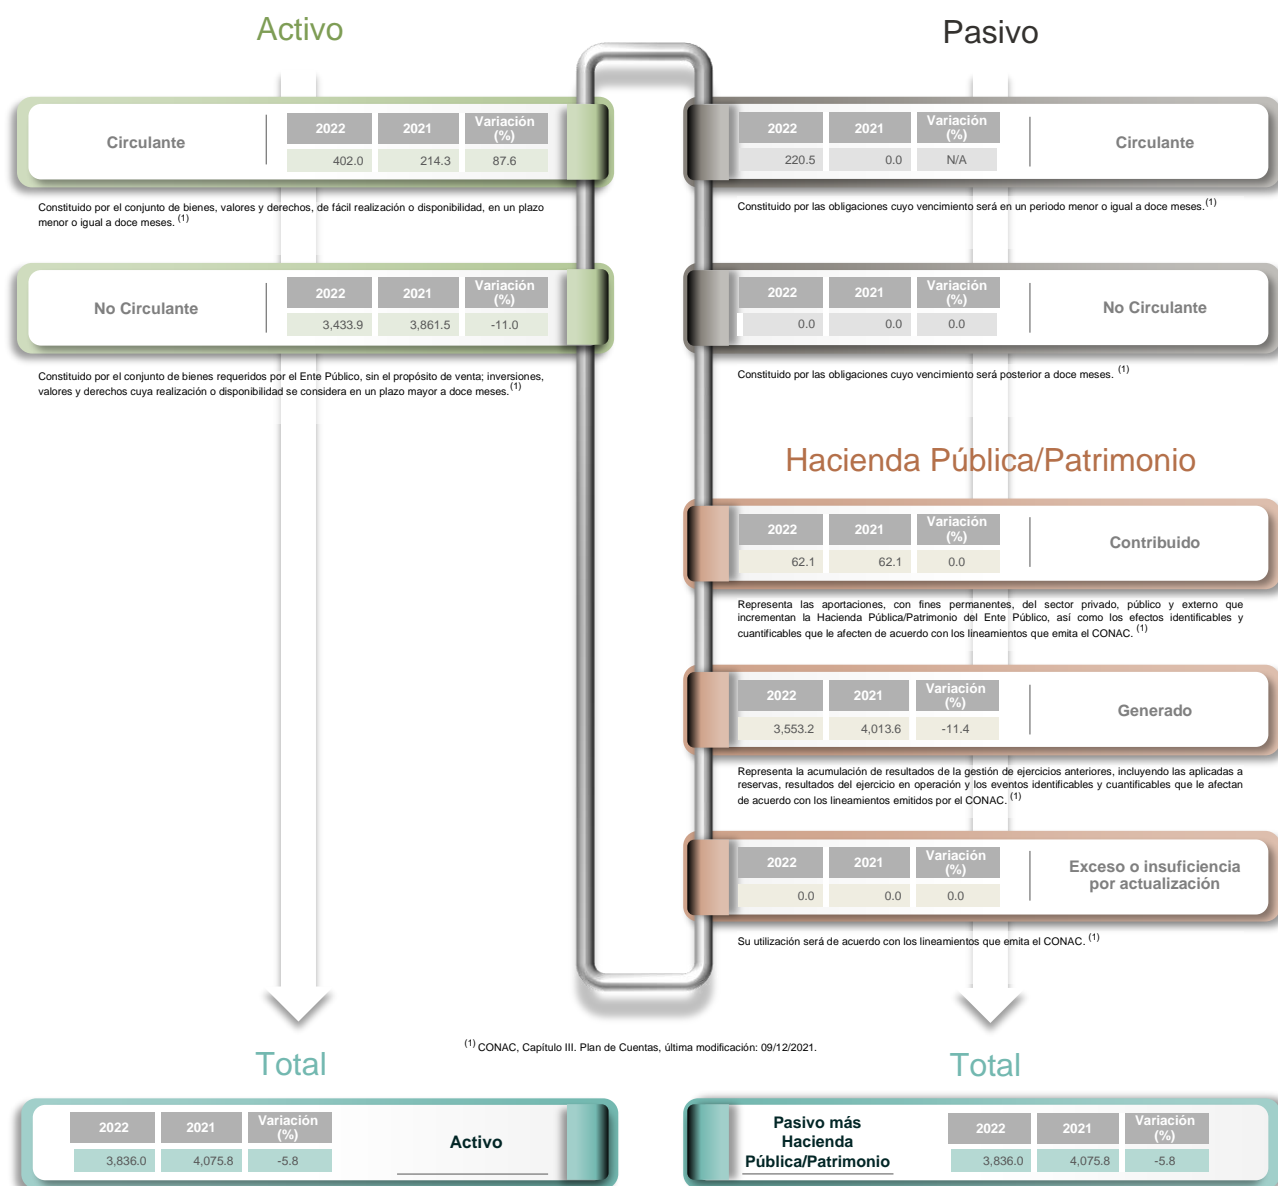 Activo
Circulante
2022 2021 Variación (%)
402.0 214.3 87.6
Constituido por el conjunto de bienes, valores y derechos, de fácil realización o disponibilidad, en un plazo
menor o igual a doce meses. (1)
No Circulante
2022 2021 Variación (%)
3,433.9 3,861.5 -11.0
Constituido por el conjunto de bienes requeridos por el Ente Público, sin el propósito de venta; inversiones,
valores y derechos cuya realización o disponibilidad se considera en un plazo mayor a doce meses. (1)
Pasivo
2022 2021 Variación (%)
220.5 0.0 N/A
Circulante
Constituido por las obligaciones cuyo vencimiento será en un periodo menor o igual a doce meses. (1)
2022 2021 Variación (%)
0.0 0.0 0.0
No Circulante
Constituido por las obligaciones cuyo vencimiento será posterior a doce meses. (1)
Hacienda Pública/Patrimonio
2022 2021 Variación (%)
62.1 62.1 0.0
Contribuido
Representa las aportaciones, con fines permanentes, del sector privado, público y externo que
incrementan la Hacienda Pública/Patrimonio del Ente Público, así como los efectos identificables y
cuantificables que le afecten de acuerdo con los lineamientos que emita el CONAC. (1)
2022 2021 Variación (%)
3,553.2 4,013.6 -11.4
Generado
Representa la acumulación de resultados de la gestión de ejercicios anteriores, incluyendo las aplicadas a
reservas, resultados del ejercicio en operación y los eventos identificables y cuantificables que le afectan
de acuerdo con los lineamientos emitidos por el CONAC. (1)
2022 2021 Variación (%)
0.0 0.0 0.0
Exceso o insuficiencia
por actualización
Su utilización será de acuerdo con los lineamientos que emita el CONAC. (1)
(1) CONAC, Capítulo III. Plan de Cuentas, última modificación: 09/12/2021.
Total
2022 2021 Variación (%)
3,836.0 4,075.8 -5.8
Activo
Total
Pasivo más
Hacienda
Pública/Patrimonio
2022 2021 Variación (%)
3,836.0 4,075.8 -5.8